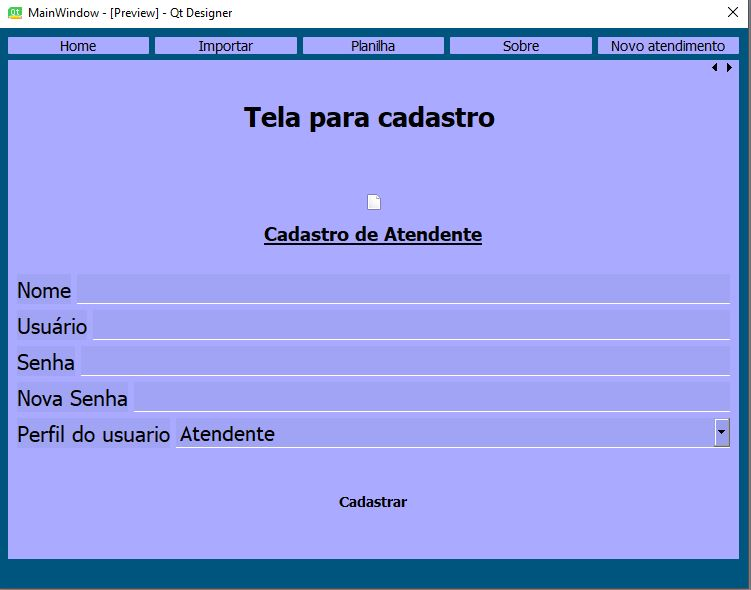 MainWindow - [Preview] - Qt Designer
Home Importar Planilha Sobre Novo atendimento
Tela para cadastro
Cadastro de Atendente
Nome
Usuário
Senha
Nova Senha
Perfil do usuario Atendente
Cadastrar